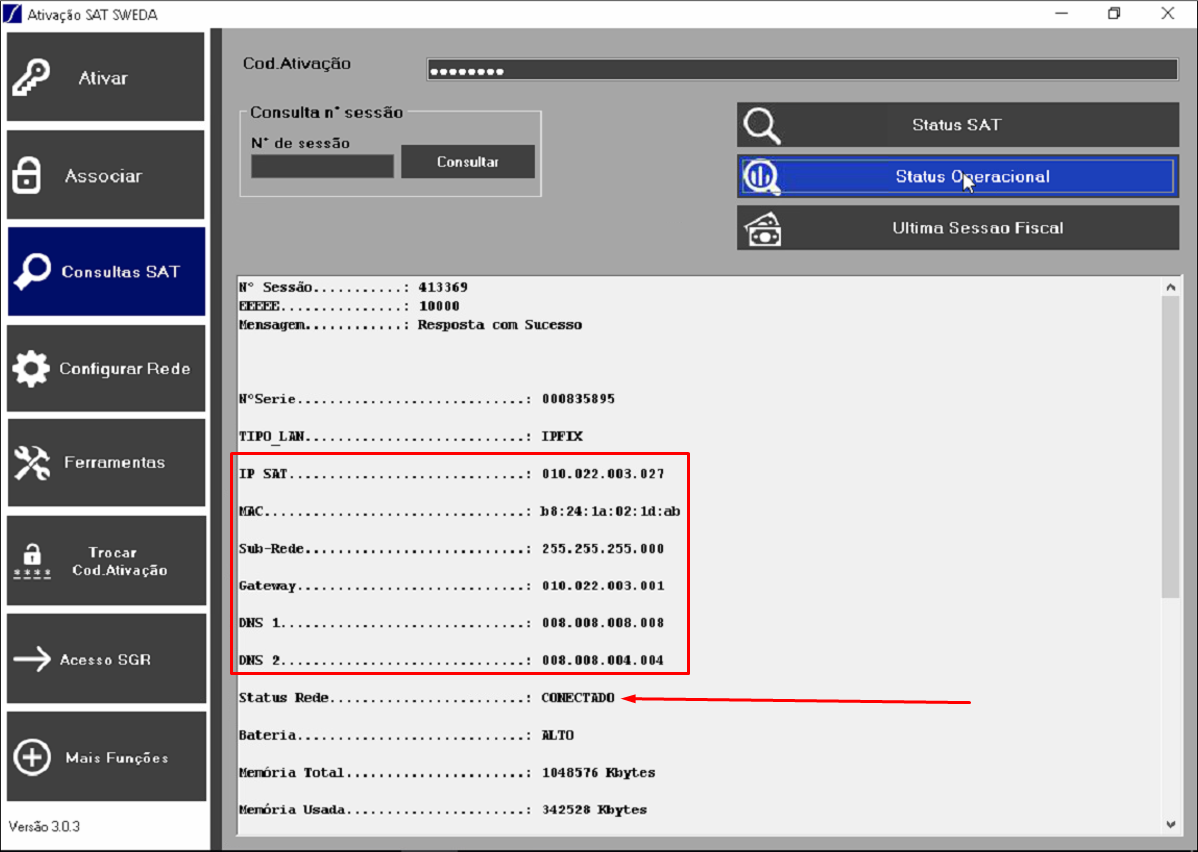 Ativação SAT SWEDA
Ativar
Associar
Consultas SAT
Configurar Rede
Ferramentas
Trocar
Cod.Ativação
****
Acesso SGR
Mais Funções
Versão 3.0.3
Cod.Ativação
●●●●●●●●
Consulta n° sessão
N° de sessão
Consultar
Status SAT
Status Operacional
Ultima Sessao Fiscal
N° Sessão...........: 413369
EEEEE...............: 10000
Mensagem............: Resposta com Sucesso
N°Serie............................: 000835895
TIPO_LAN...........................: IPFIX
IP SAT.............................: 010.022.003.027
MAC................................: b8:24:1a:02:1d:ab
Sub-Rede...........................: 255.255.255.000
Gateway............................: 010.022.003.001
DNS 1..............................: 008.008.008.008
DNS 2..............................: 008.008.004.004
Status Rede........................: CONECTADO
Bateria............................: ALTO
Memória Total......................: 1048576 Kbytes
Memória Usada......................: 342528 Kbytes